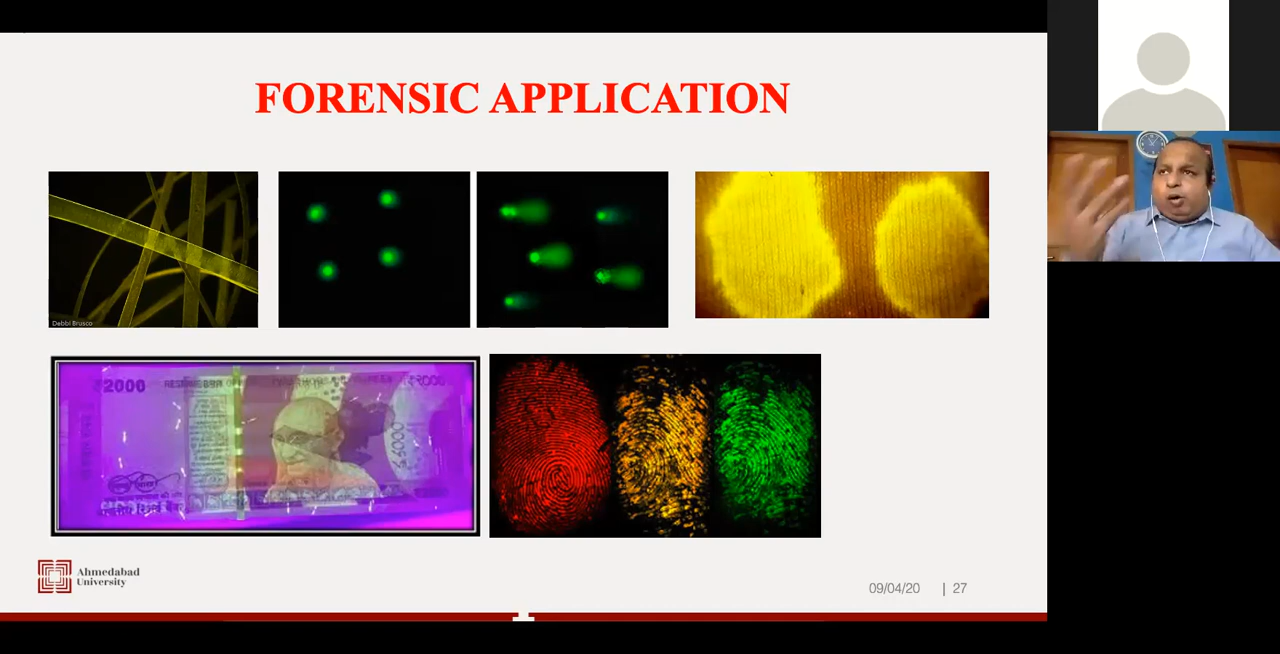 FORENSIC APPLICATION
Debbi Brusco
2000
Ahmedabad
University
09/04/20 | 27